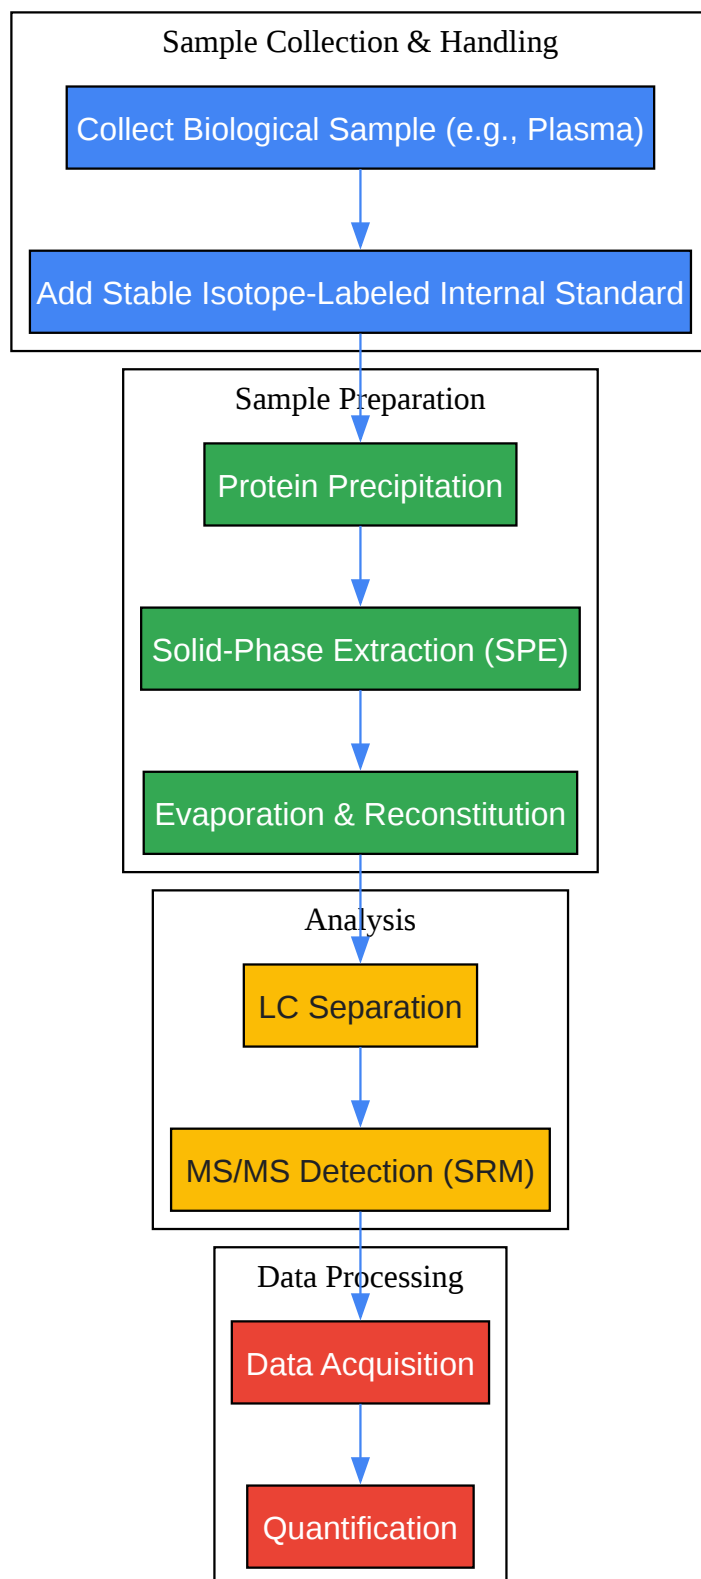 Sample Collection & Handling
Collect Biological Sample (e.g., Plasma)
Add Stable Isotope-Labeled Internal Standard
Sample Preparation
Protein Precipitation
Solid-Phase Extraction (SPE)
Evaporation & Reconstitution
Analysis
LC Separation
MS/MS Detection (SRM)
Data Processing
Data Acquisition
Quantification